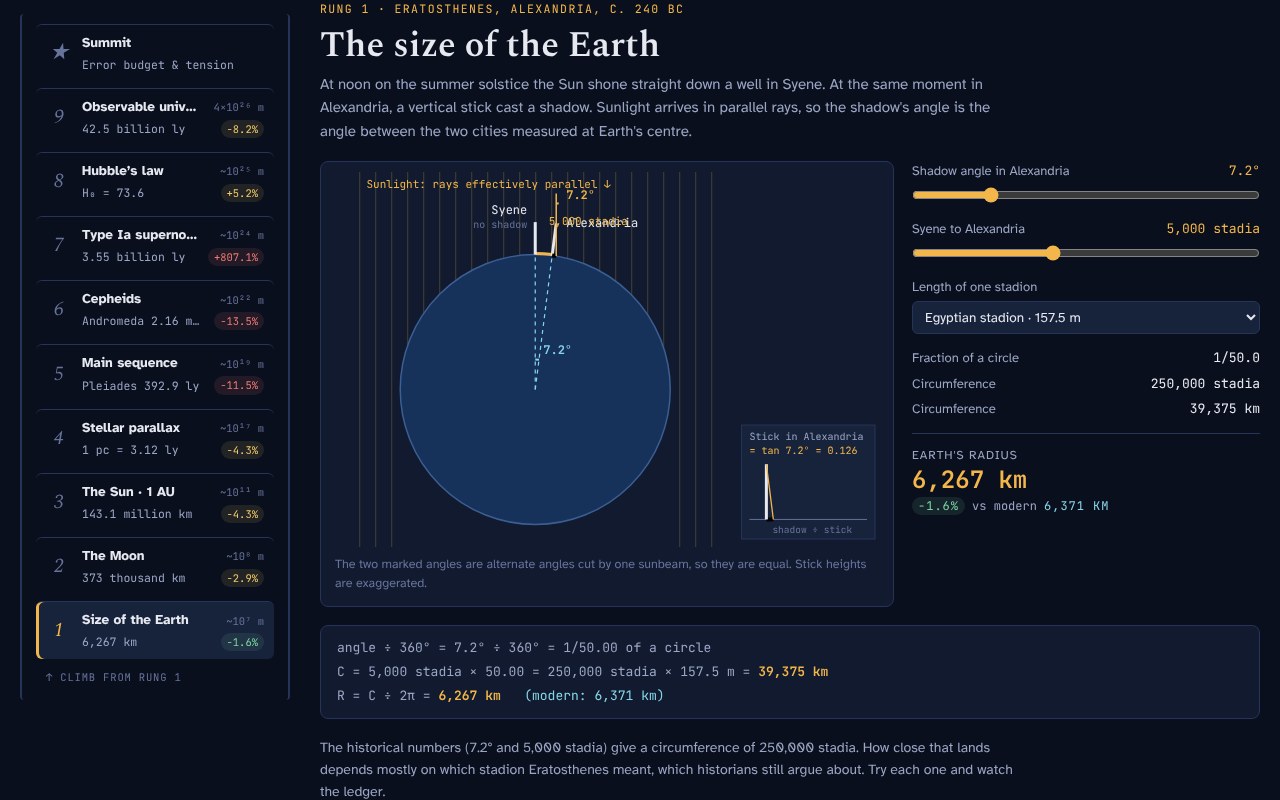 ★ Summit
Error budget & tension
9 Observable univ… 4×10²⁶ m
42.5 billion ly -8.2%
8 Hubble's law ~10²⁵ m
H₀ = 73.6 +5.2%
7 Type Ia superno… ~10²⁴ m
3.55 billion ly +807.1%
6 Cepheids ~10²² m
Andromeda 2.16 m… -13.5%
5 Main sequence ~10¹⁹ m
Pleiades 392.9 ly -11.5%
4 Stellar parallax ~10¹⁷ m
1 pc = 3.12 ly -4.3%
3 The Sun · 1 AU ~10¹¹ m
143.1 million km -4.3%
2 The Moon ~10⁸ m
373 thousand km -2.9%
1 Size of the Earth ~10⁷ m
6,267 km -1.6%
↑ CLIMB FROM RUNG 1
RUNG 1 · ERATOSTHENES, ALEXANDRIA, C. 240 BC
The size of the Earth
At noon on the summer solstice the Sun shone straight down a well in Syene. At the same moment in
Alexandria, a vertical stick cast a shadow. Sunlight arrives in parallel rays, so the shadow's angle is the
angle between the two cities measured at Earth's centre.
Sunlight: rays effectively parallel ↓
7.2°
Syene
no shadow
5,000 stadia
Alexandria
7.2°
Stick in Alexandria
= tan 7.2° = 0.126
shadow ÷ stick
The two marked angles are alternate angles cut by one sunbeam, so they are equal. Stick heights
are exaggerated.
Shadow angle in Alexandria 7.2°
Syene to Alexandria 5,000 stadia
Length of one stadion
Egyptian stadion · 157.5 m
Fraction of a circle 1/50.0
Circumference 250,000 stadia
Circumference 39,375 km
EARTH'S RADIUS
6,267 km
-1.6% vs modern 6,371 KM
angle ÷ 360° = 7.2° ÷ 360° = 1/50.00 of a circle
C = 5,000 stadia × 50.00 = 250,000 stadia × 157.5 m = 39,375 km
R = C ÷ 2π = 6,267 km (modern: 6,371 km)
The historical numbers (7.2° and 5,000 stadia) give a circumference of 250,000 stadia. How close that lands
depends mostly on which stadion Eratosthenes meant, which historians still argue about. Try each one and watch
the ledger.